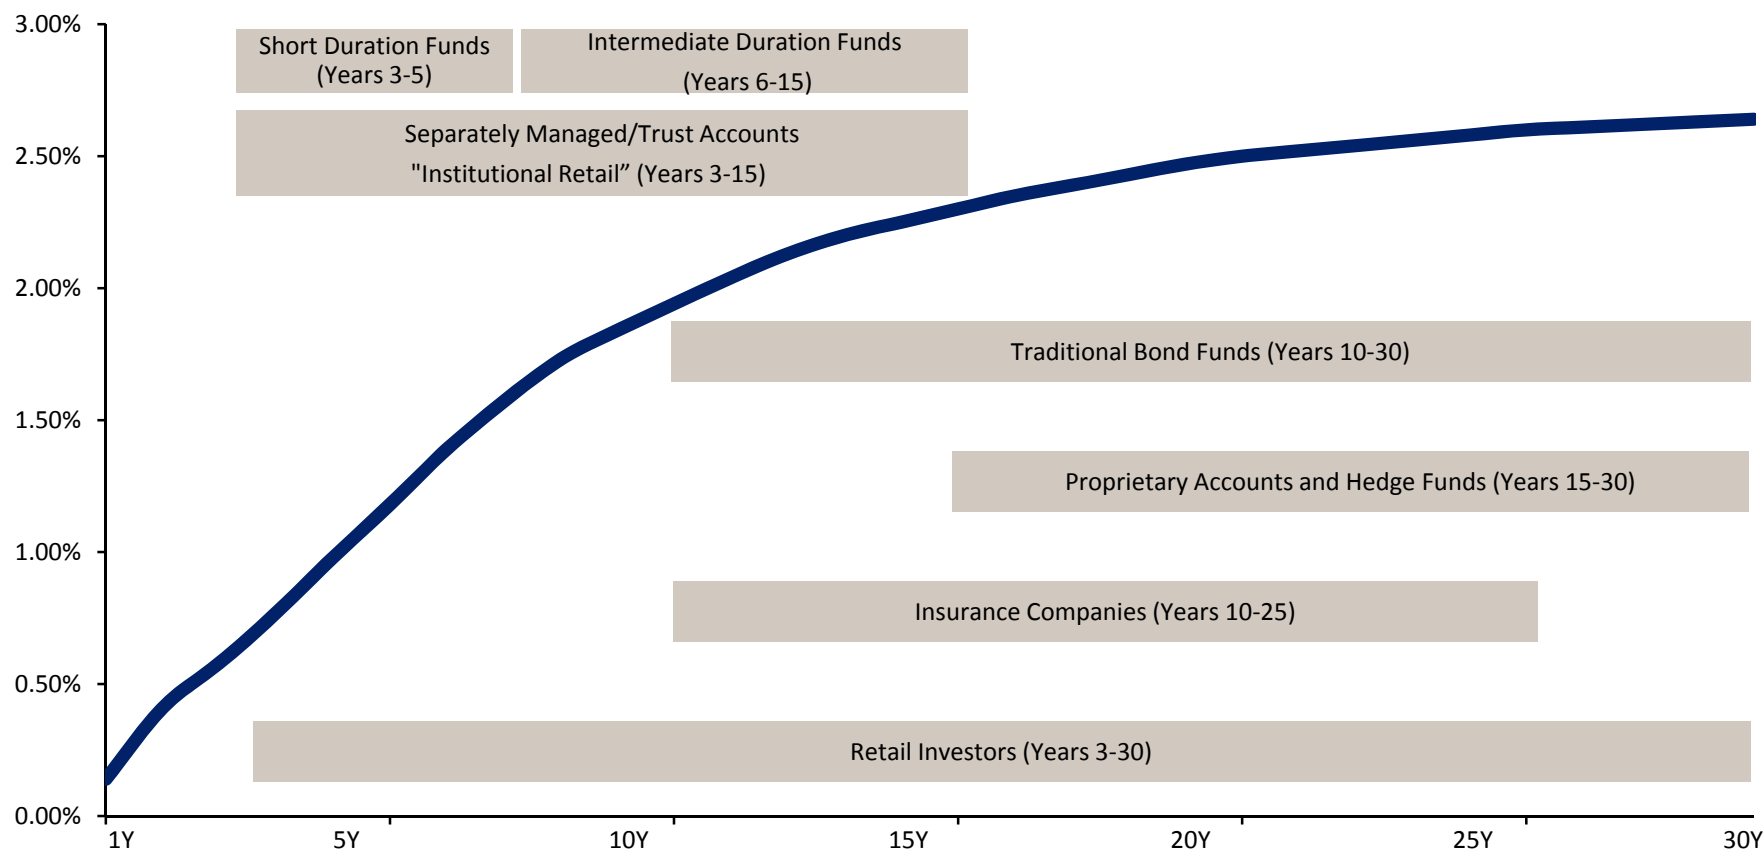 3.00%
Short Duration Funds
(Years 3-5)
Intermediate Duration Funds
(Years 6-15)
Separately Managed/Trust Accounts
"Institutional Retail” (Years 3-15)
2.50%
2.00%
Traditional Bond Funds (Years 10-30)
1.50%
Proprietary Accounts and Hedge Funds (Years 15-30)
1.00%
Insurance Companies (Years 10-25)
0.50%
Retail Investors (Years 3-30)
0.00%
1Y 5Y 10Y 15Y 20Y 25Y 30Y